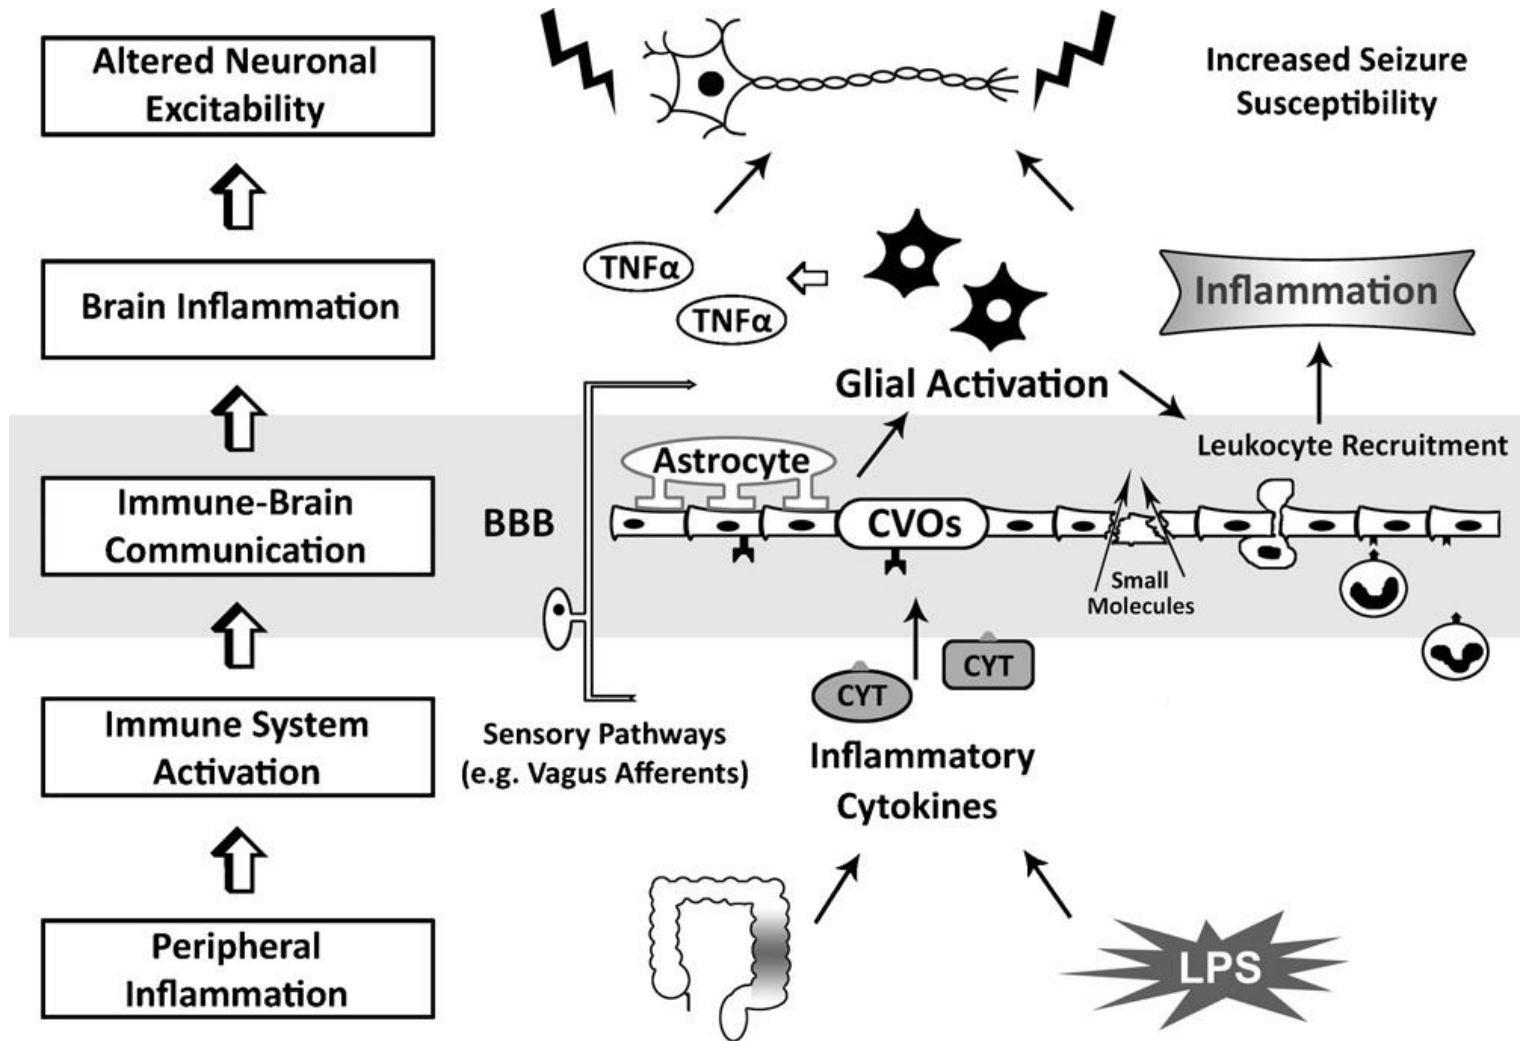 Altered Neuronal
Excitability
Increased Seizure
Susceptibility
TNFα
TNFα
Brain Inflammation
Inflammation
Glial Activation
Leukocyte Recruitment
Astrocyte
Immune-Brain
Communication
BBB
CVOs
Small
Molecules
CYT
CYT
Immune System
Activation
Sensory Pathways
(e.g. Vagus Afferents)
Inflammatory
Cytokines
Peripheral
Inflammation
LPS